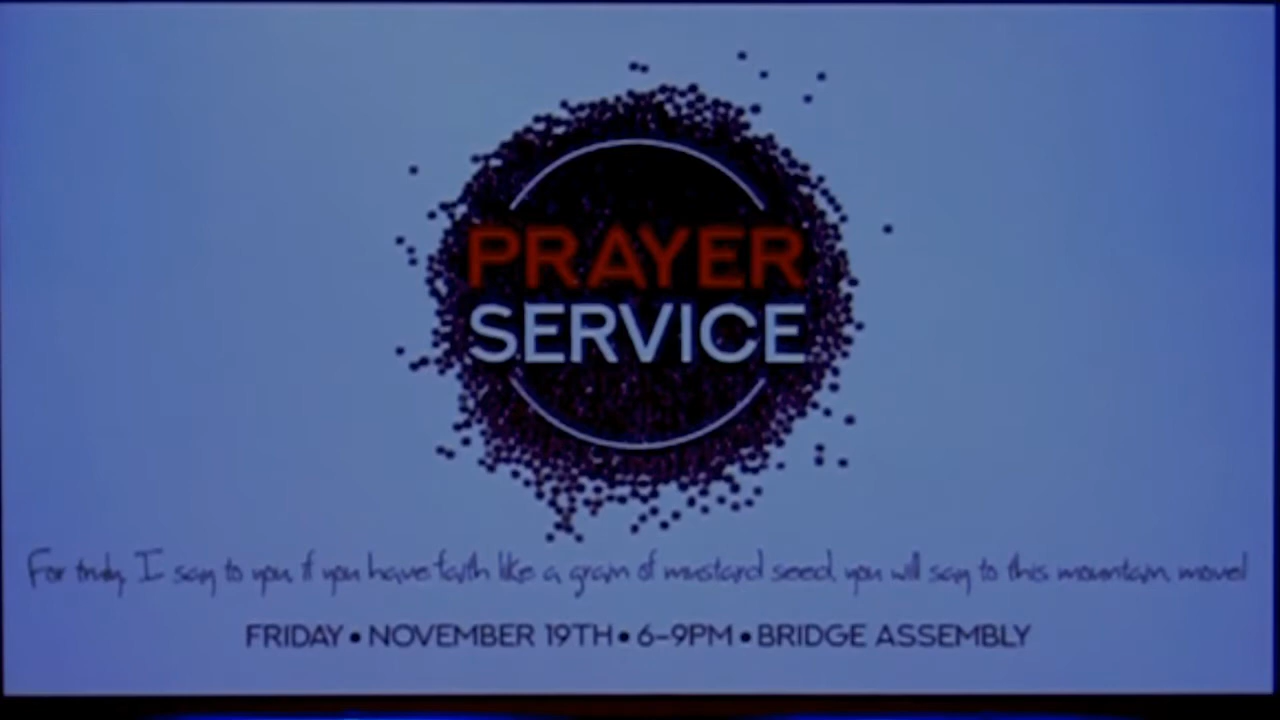 PRAYER
SERVICE
For truly, I say to you, if you have faith like a grain of mustard seed, you will say to this mountain, move!
FRIDAY • NOVEMBER 19TH • 6-9PM • BRIDGE ASSEMBLY